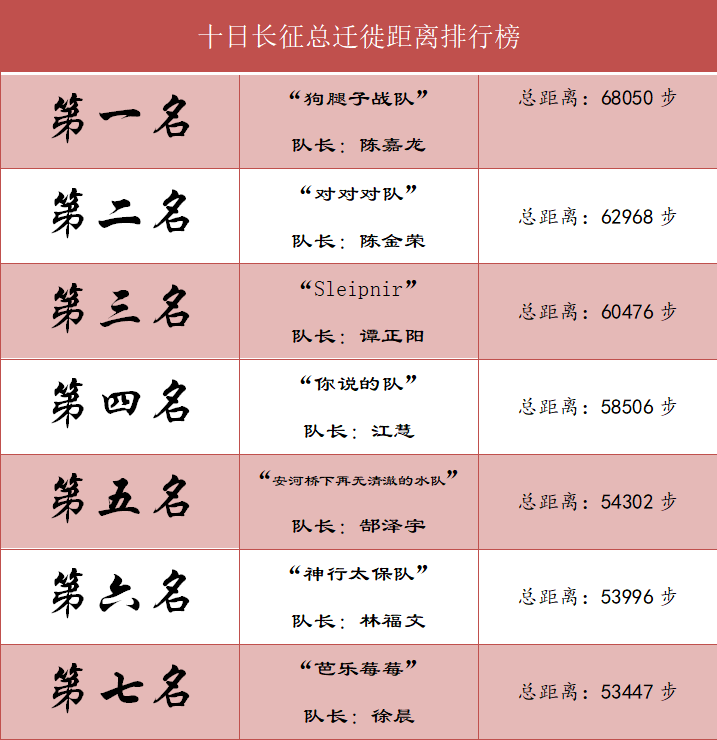 十日长征总迁徙距离排行榜
第一名
“狗腿子战队”
队长：陈嘉龙
总距离：68050 步
第二名
“对对对队”
队长：陈金荣
总距离：62968 步
第三名
“Sleipnir”
队长：谭正阳
总距离：60476 步
第四名
“你说的队”
队长：江慧
总距离：58506 步
第五名
“安河桥下再无清澈的水队”
队长：郜泽宇
总距离：54302 步
第六名
“神行太保队”
队长：林福文
总距离：53996 步
第七名
“芭乐莓莓”
队长：徐晨
总距离：53447 步